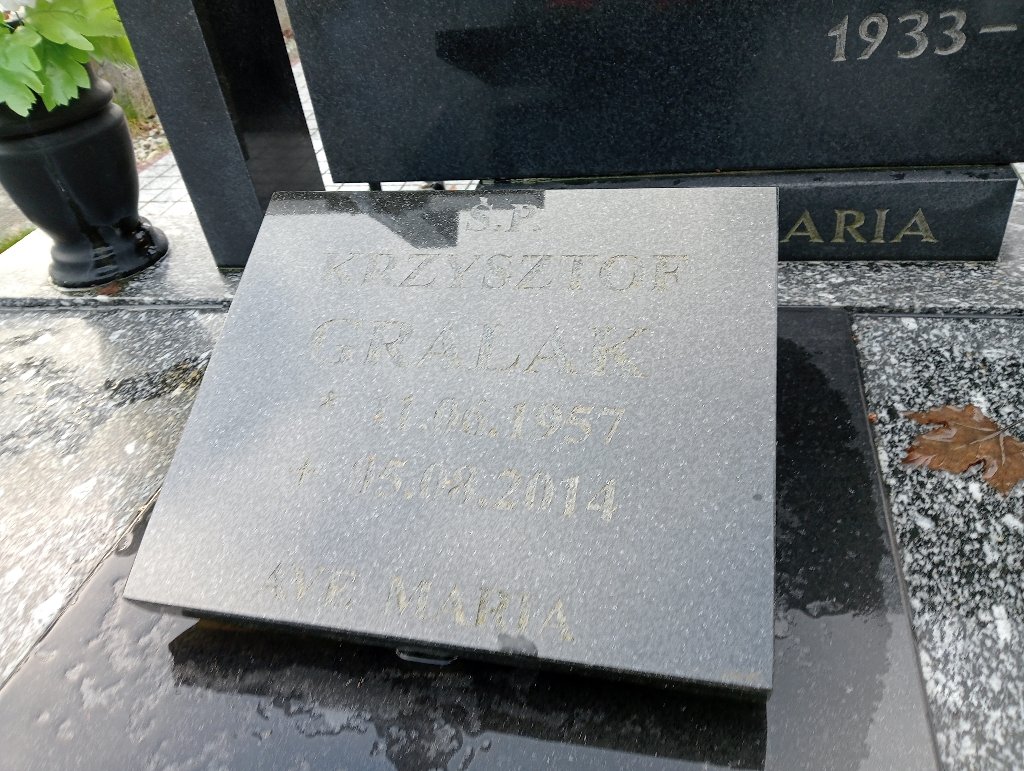 1933-
ARIA
Ś.P.
KRZYSZTOF
GRALAK
* 11.06.1957
+ 05.08.2014
AVE MARIA